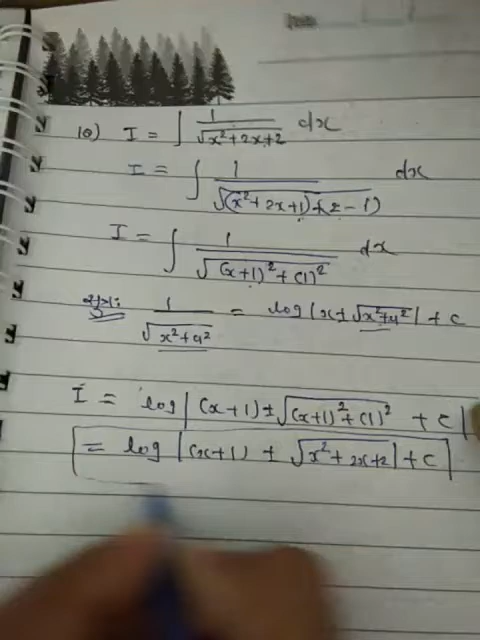 10) I = ∫ 1/√x²+2x+2 dx
I = ∫ 1/√(x²+2x+1)+(2-1) dx
I = ∫ 1/√(x+1)²+(1)² dx
1/√x²+a² = log|x±√x²+a²| + c
I = log|(x+1)±√(x+1)²+(1)² + c|
= log|(x+1) ± √x²+2x+2| + c